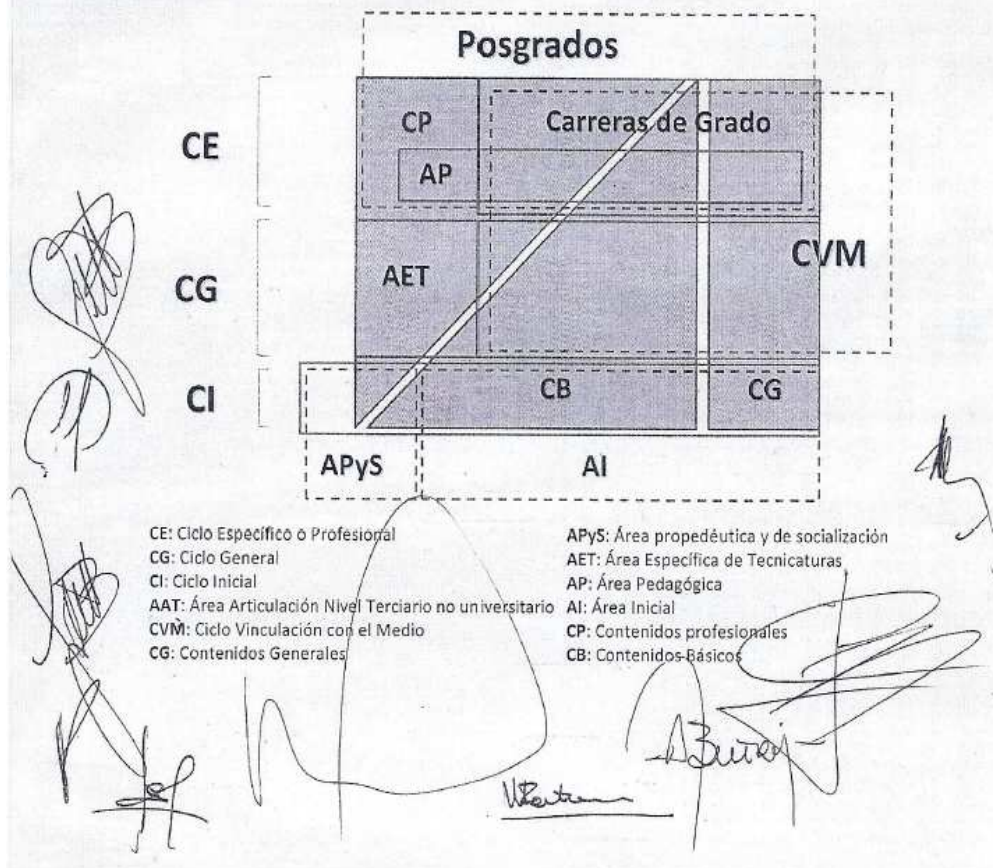 Posgrados
CE
CP
Carreras de Grado
AP
CG
AET
CVM
CI
CB
CG
APyS
AI
CE: Ciclo Específico o Profesional
CG: Ciclo General
CI: Ciclo Inicial
AAT: Área Articulación Nivel Terciario no universitario
CVM: Ciclo Vinculación con el Medio
CG: Contenidos Generales
APyS: Área propedéutica y de socialización
AET: Área Específica de Tecnicaturas
AP: Área Pedagógica
AI: Área Inicial
CP: Contenidos profesionales
CB: Contenidos Básicos